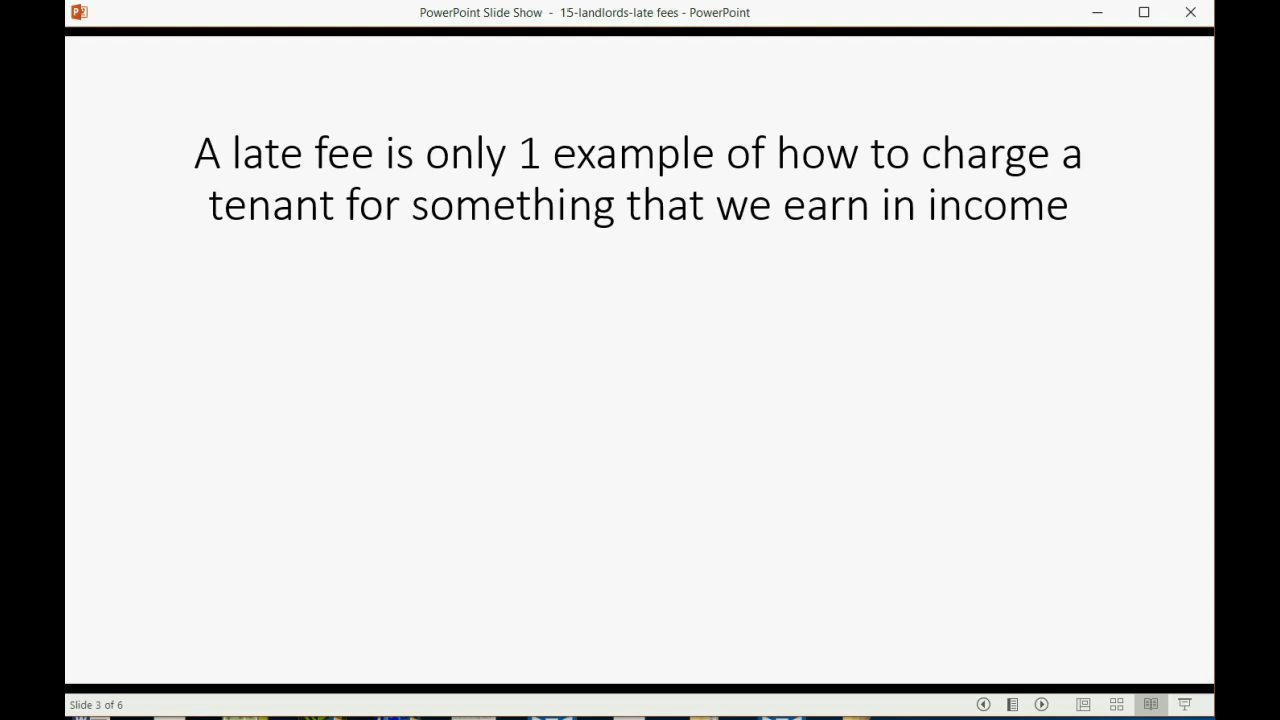 PowerPoint Slide Show - 15-landlords-late fees - PowerPoint
A late fee is only 1 example of how to charge a
tenant for something that we earn in income
Slide 3 of 6